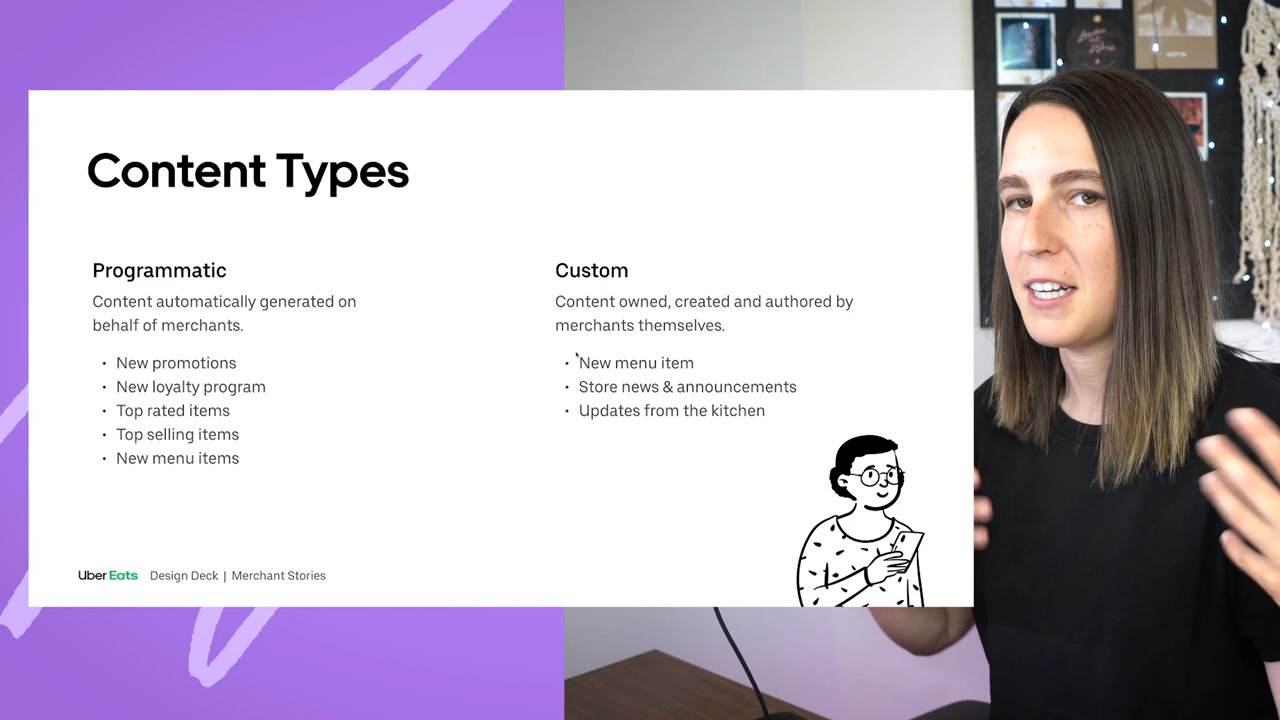 Content Types
Programmatic
Content automatically generated on
behalf of merchants.
• New promotions
• New loyalty program
• Top rated items
• Top selling items
• New menu items
Custom
Content owned, created and authored by
merchants themselves.
• New menu item
• Store news & announcements
• Updates from the kitchen
Uber Eats Design Deck | Merchant Stories